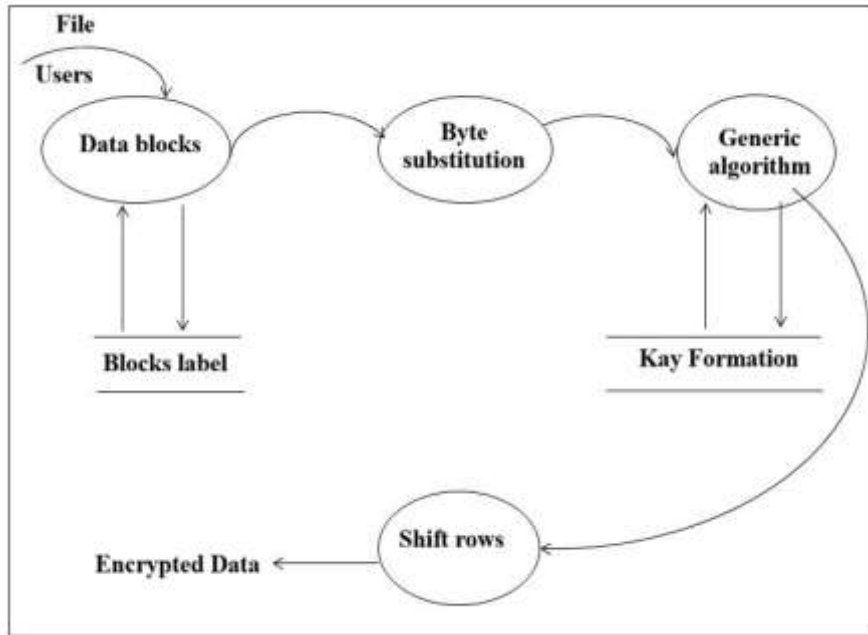 File
Users
Data blocks
Byte
substitution
Generic
algorithm
Blocks label
Kay Formation
Shift rows
Encrypted Data